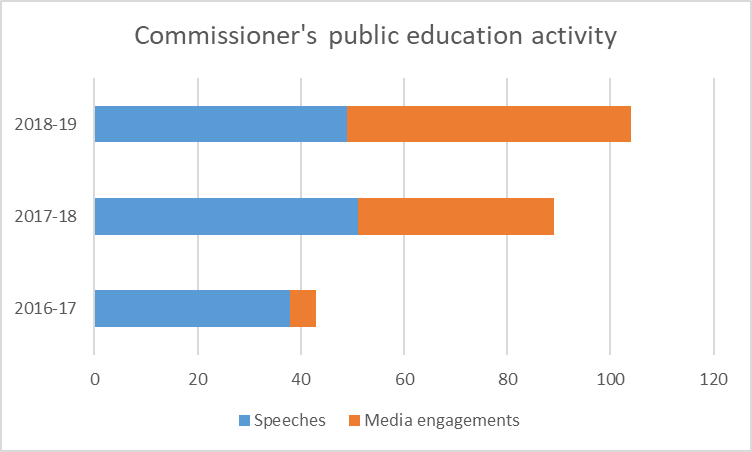 Commissioner's public education activity
2018-19
2017-18
2016-17
0 20 40 60 80 100 120
Speeches Media engagements